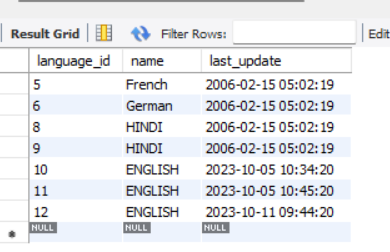 Result Grid Filter Rows: Edit
language_id name last_update
5 French 2006-02-15 05:02:19
6 German 2006-02-15 05:02:19
8 HINDI 2006-02-15 05:02:19
9 HINDI 2006-02-15 05:02:19
10 ENGLISH 2023-10-05 10:34:20
11 ENGLISH 2023-10-05 10:45:20
12 ENGLISH 2023-10-11 09:44:20
NULL NULL NULL